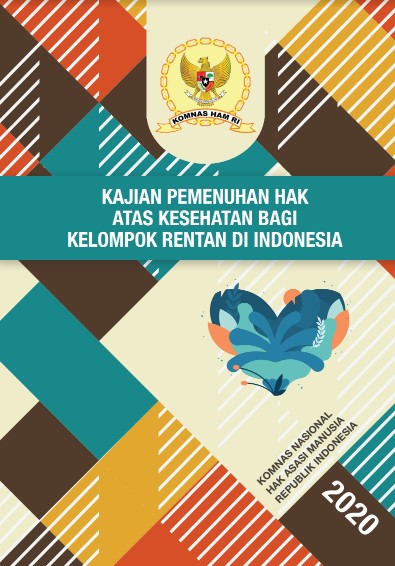 KOMNAS HAM RI
KAJIAN PEMENUHAN HAK
ATAS KESEHATAN BAGI
KELOMPOK RENTAN DI INDONESIA
KOMNAS NASIONAL
HAK ASASI MANUSIA
REPUBLIK INDONESIA
2020